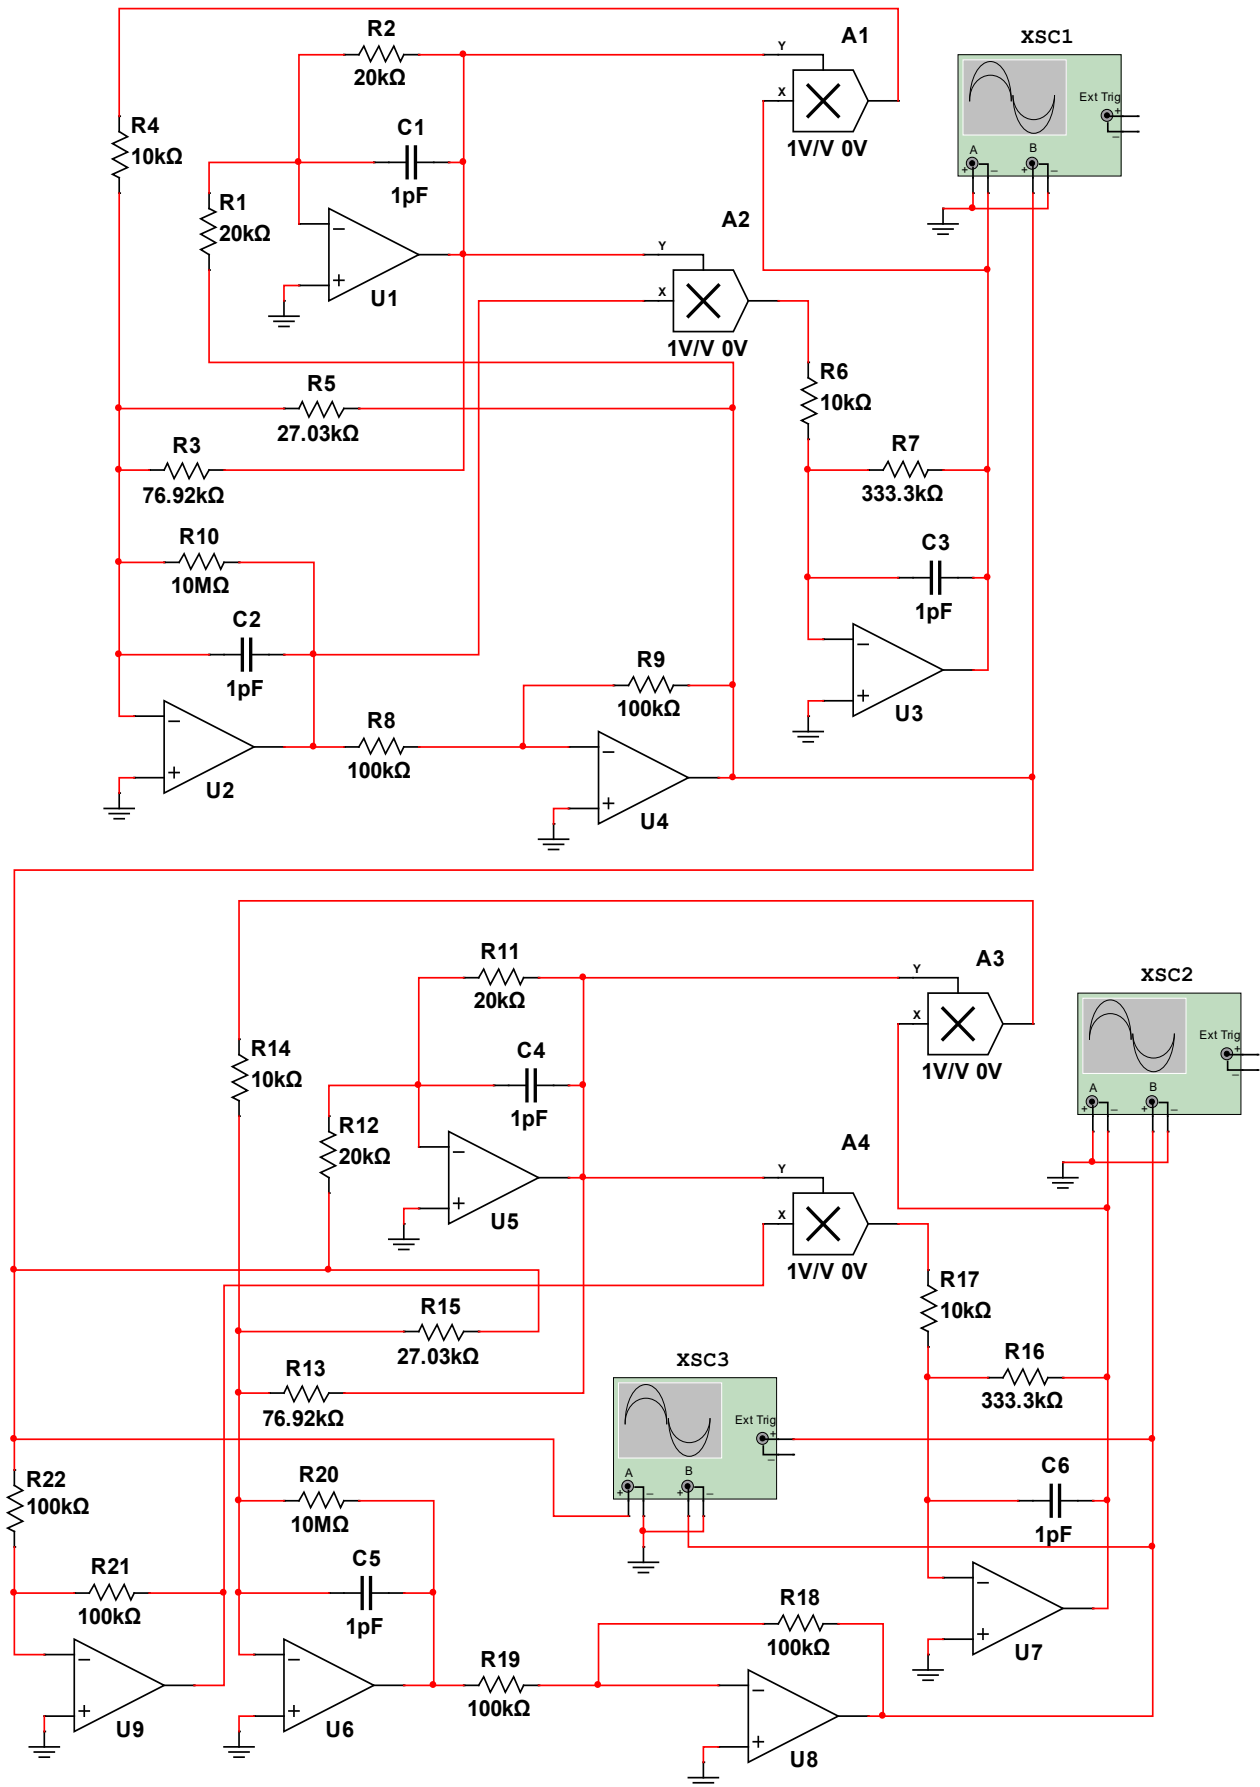 R2
20kΩ
A1
Y
X
1V/V 0V
XSC1
Ext Trig
+
−
A
B
+
−
+
−
R4
10kΩ
C1
1pF
R1
20kΩ
−
+
U1
A2
Y
X
1V/V 0V
R5
27.03kΩ
R6
10kΩ
R3
76.92kΩ
R7
333.3kΩ
R10
10MΩ
C3
1pF
C2
1pF
−
+
U3
R9
100kΩ
−
+
U2
R8
100kΩ
−
+
U4
R11
20kΩ
A3
Y
X
1V/V 0V
XSC2
Ext Trig
+
−
A
B
+
−
+
−
R14
10kΩ
C4
1pF
R12
20kΩ
−
+
U5
A4
Y
X
1V/V 0V
R17
10kΩ
R15
27.03kΩ
R13
76.92kΩ
XSC3
Ext Trig
+
−
A
B
+
−
+
−
R16
333.3kΩ
R22
100kΩ
R20
10MΩ
C6
1pF
R21
100kΩ
C5
1pF
−
+
U7
R18
100kΩ
−
+
U9
−
+
U6
R19
100kΩ
−
+
U8